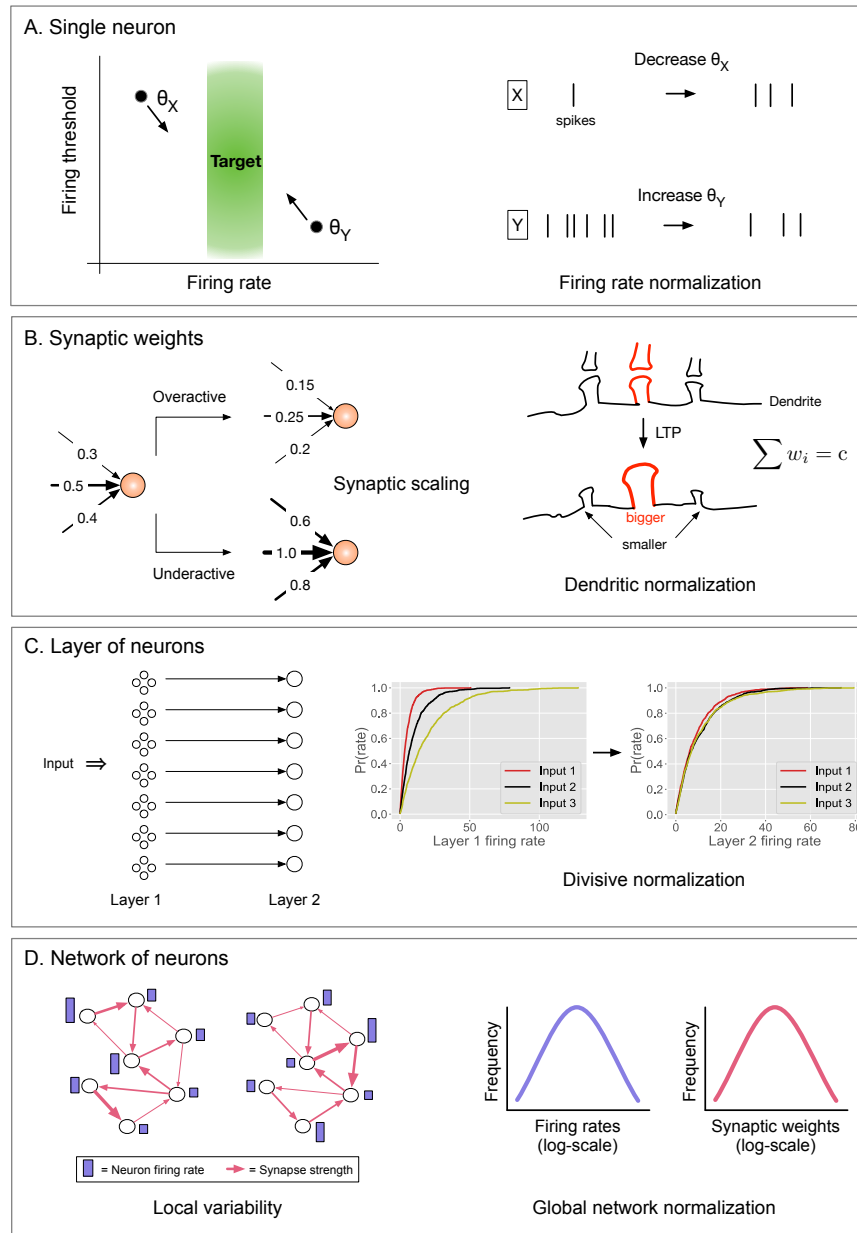 A. Single neuron
Firing threshold
θX
Target
θY
Firing rate
Decrease θX
X
spikes
Increase θY
Y
Firing rate normalization
B. Synaptic weights
0.3
0.5
0.4
Overactive
Underactive
0.15
0.25
0.2
Synaptic scaling
0.6
1.0
0.8
Dendrite
LTP
∑ wi = c
bigger
smaller
Dendritic normalization
C. Layer of neurons
Input ⇒
Layer 1
Layer 2
Pr(rate)
1.0
0.8
0.6
0.4
0.2
0.0
Input 1
Input 2
Input 3
0 50 100
Layer 1 firing rate
Pr(rate)
1.0
0.8
0.6
0.4
0.2
0.0
Input 1
Input 2
Input 3
0 20 40 60 80
Layer 2 firing rate
Divisive normalization
D. Network of neurons
= Neuron firing rate
= Synapse strength
Local variability
Frequency
Firing rates
(log-scale)
Frequency
Synaptic weights
(log-scale)
Global network normalization